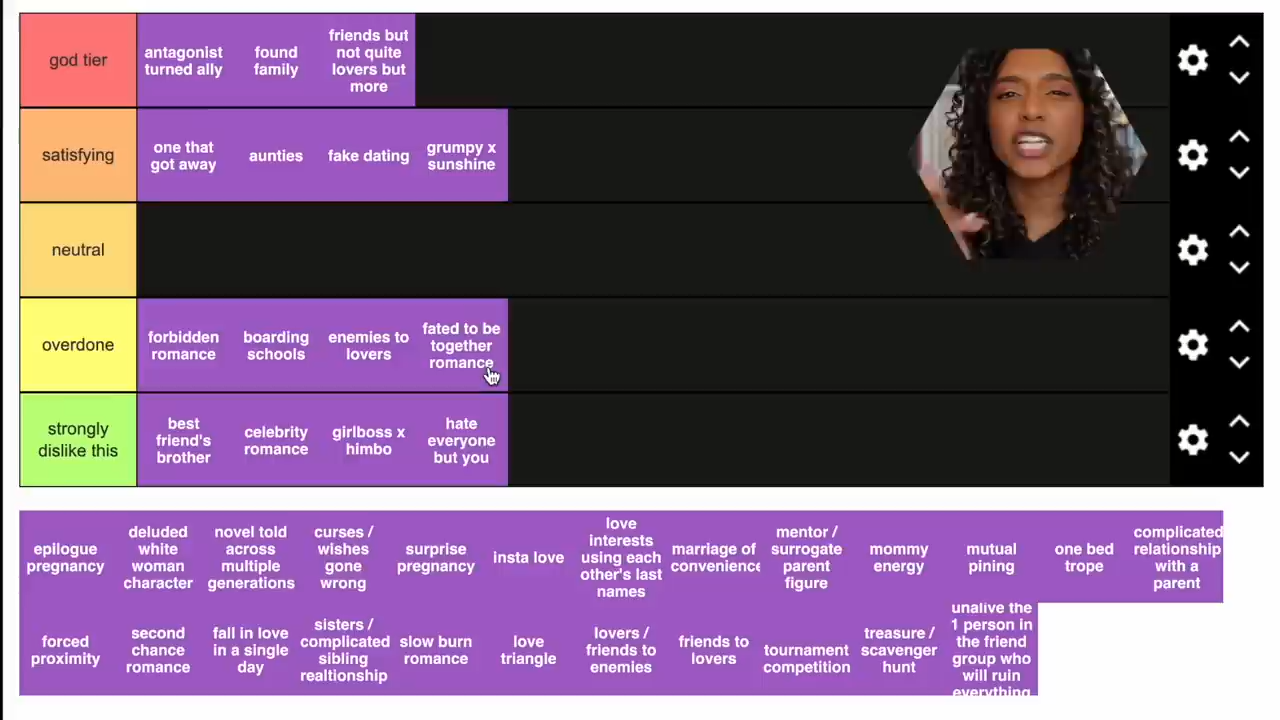 god tier
antagonist
turned ally
found
family
friends but
not quite
lovers but
more
satisfying
one that
got away
aunties
fake dating
grumpy x
sunshine
neutral
overdone
forbidden
romance
boarding
schools
enemies to
lovers
fated to be
together
romance
strongly
dislike this
best
friend's
brother
celebrity
romance
girlboss x
himbo
hate
everyone
but you
epilogue
pregnancy
deluded
white
woman
character
novel told
across
multiple
generations
curses /
wishes
gone
wrong
surprise
pregnancy
insta love
love
interests
using each
other's last
names
marriage of
convenience
mentor /
surrogate
parent
figure
mommy
energy
mutual
pining
one bed
trope
complicated
relationship
with a
parent
forced
proximity
second
chance
romance
fall in love
in a single
day
sisters /
complicated
sibling
realtionship
slow burn
romance
love
triangle
lovers /
friends to
enemies
friends to
lovers
tournament
competition
treasure /
scavenger
hunt
unalive the
1 person in
the friend
group who
will ruin
everything